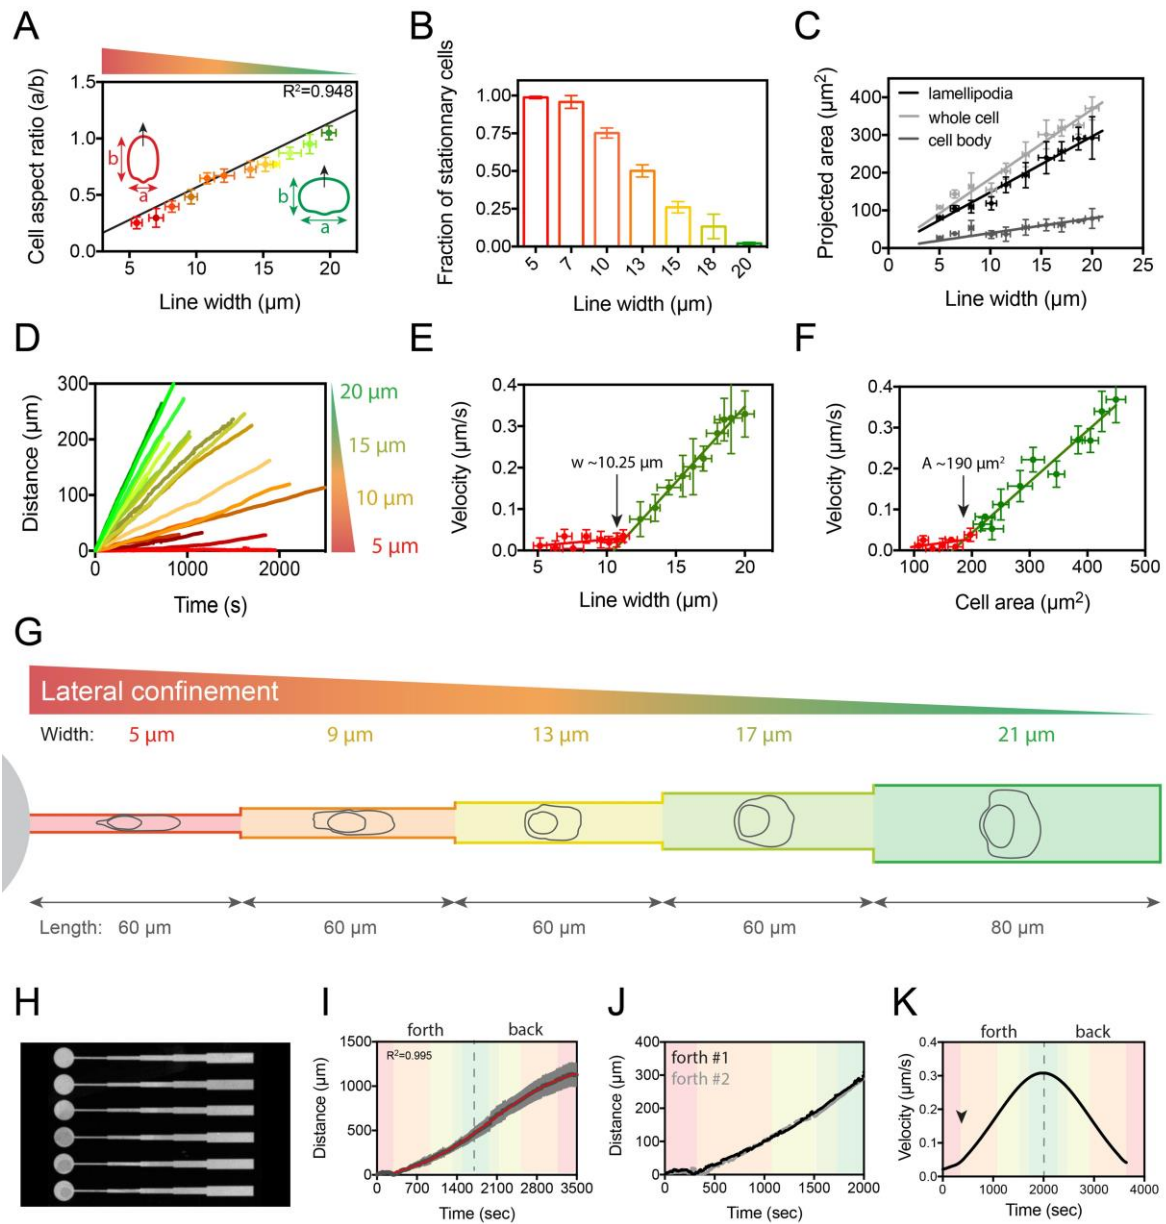 A
Cell aspect ratio (a/b)
1.5
1.0
0.5
0.0
R²=0.948
b
a
b
a
5
10
15
20
Line width (µm)
B
Fraction of stationnary cells
1.00
0.75
0.50
0.25
0.00
5
7
10
13
15
18
20
Line width (µm)
C
Projected area (µm²)
400
300
200
100
0
lamellipodia
whole cell
cell body
0
5
10
15
20
25
Line width (µm)
D
Distance (µm)
300
200
100
0
0
1000
2000
Time (s)
20 µm
15 µm
10 µm
5 µm
E
Velocity (µm/s)
0.4
0.3
0.2
0.1
0.0
w ~10.25 µm
5
10
15
20
Line width (µm)
F
Velocity (µm/s)
0.4
0.3
0.2
0.1
0.0
A ~190 µm²
100
200
300
400
500
Cell area (µm²)
G
Lateral confinement
Width: 5 µm 9 µm 13 µm 17 µm 21 µm
Length: 60 µm 60 µm 60 µm 60 µm 80 µm
H
I
forth back
Distance (µm)
1500
1000
500
0
R²=0.995
0 700 1400 2100 2800 3500
Time (sec)
J
Distance (µm)
400
300
200
100
0
forth #1
forth #2
0 500 1000 1500 2000
Time (sec)
K
forth back
Velocity (µm/s)
0.4
0.3
0.2
0.1
0.0
0 1000 2000 3000 4000
Time (sec)